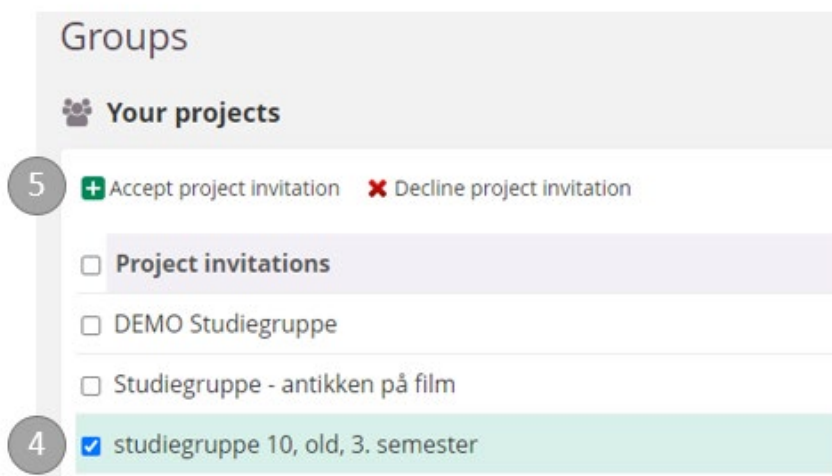 Groups
Your projects
5 Accept project invitation Decline project invitation
Project invitations
DEMO Studiegruppe
Studiegruppe - antikken på film
4 studiegruppe 10, old, 3. semester